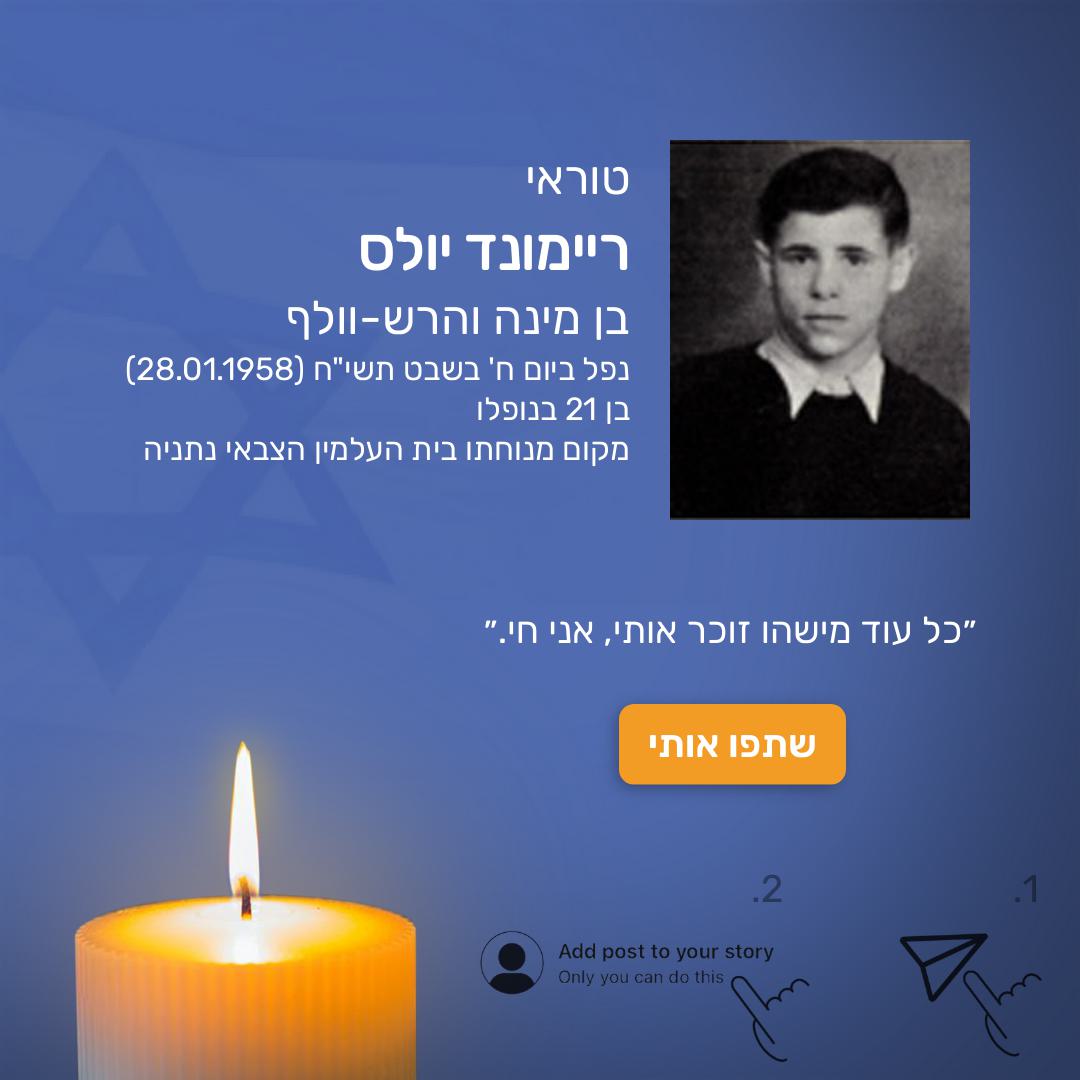 טוראי
ריימונד יולס
בן מינה והרש-וולף
נפל ביום ח' בשבט תשי"ח (28.01.1958)
בן 21 בנופלו
מקום מנוחתו בית העלמין הצבאי נתניה
״כל עוד מישהו זוכר אותי, אני חי.״
שתפו אותי
.1
.2
Add post to your story
Only you can do this